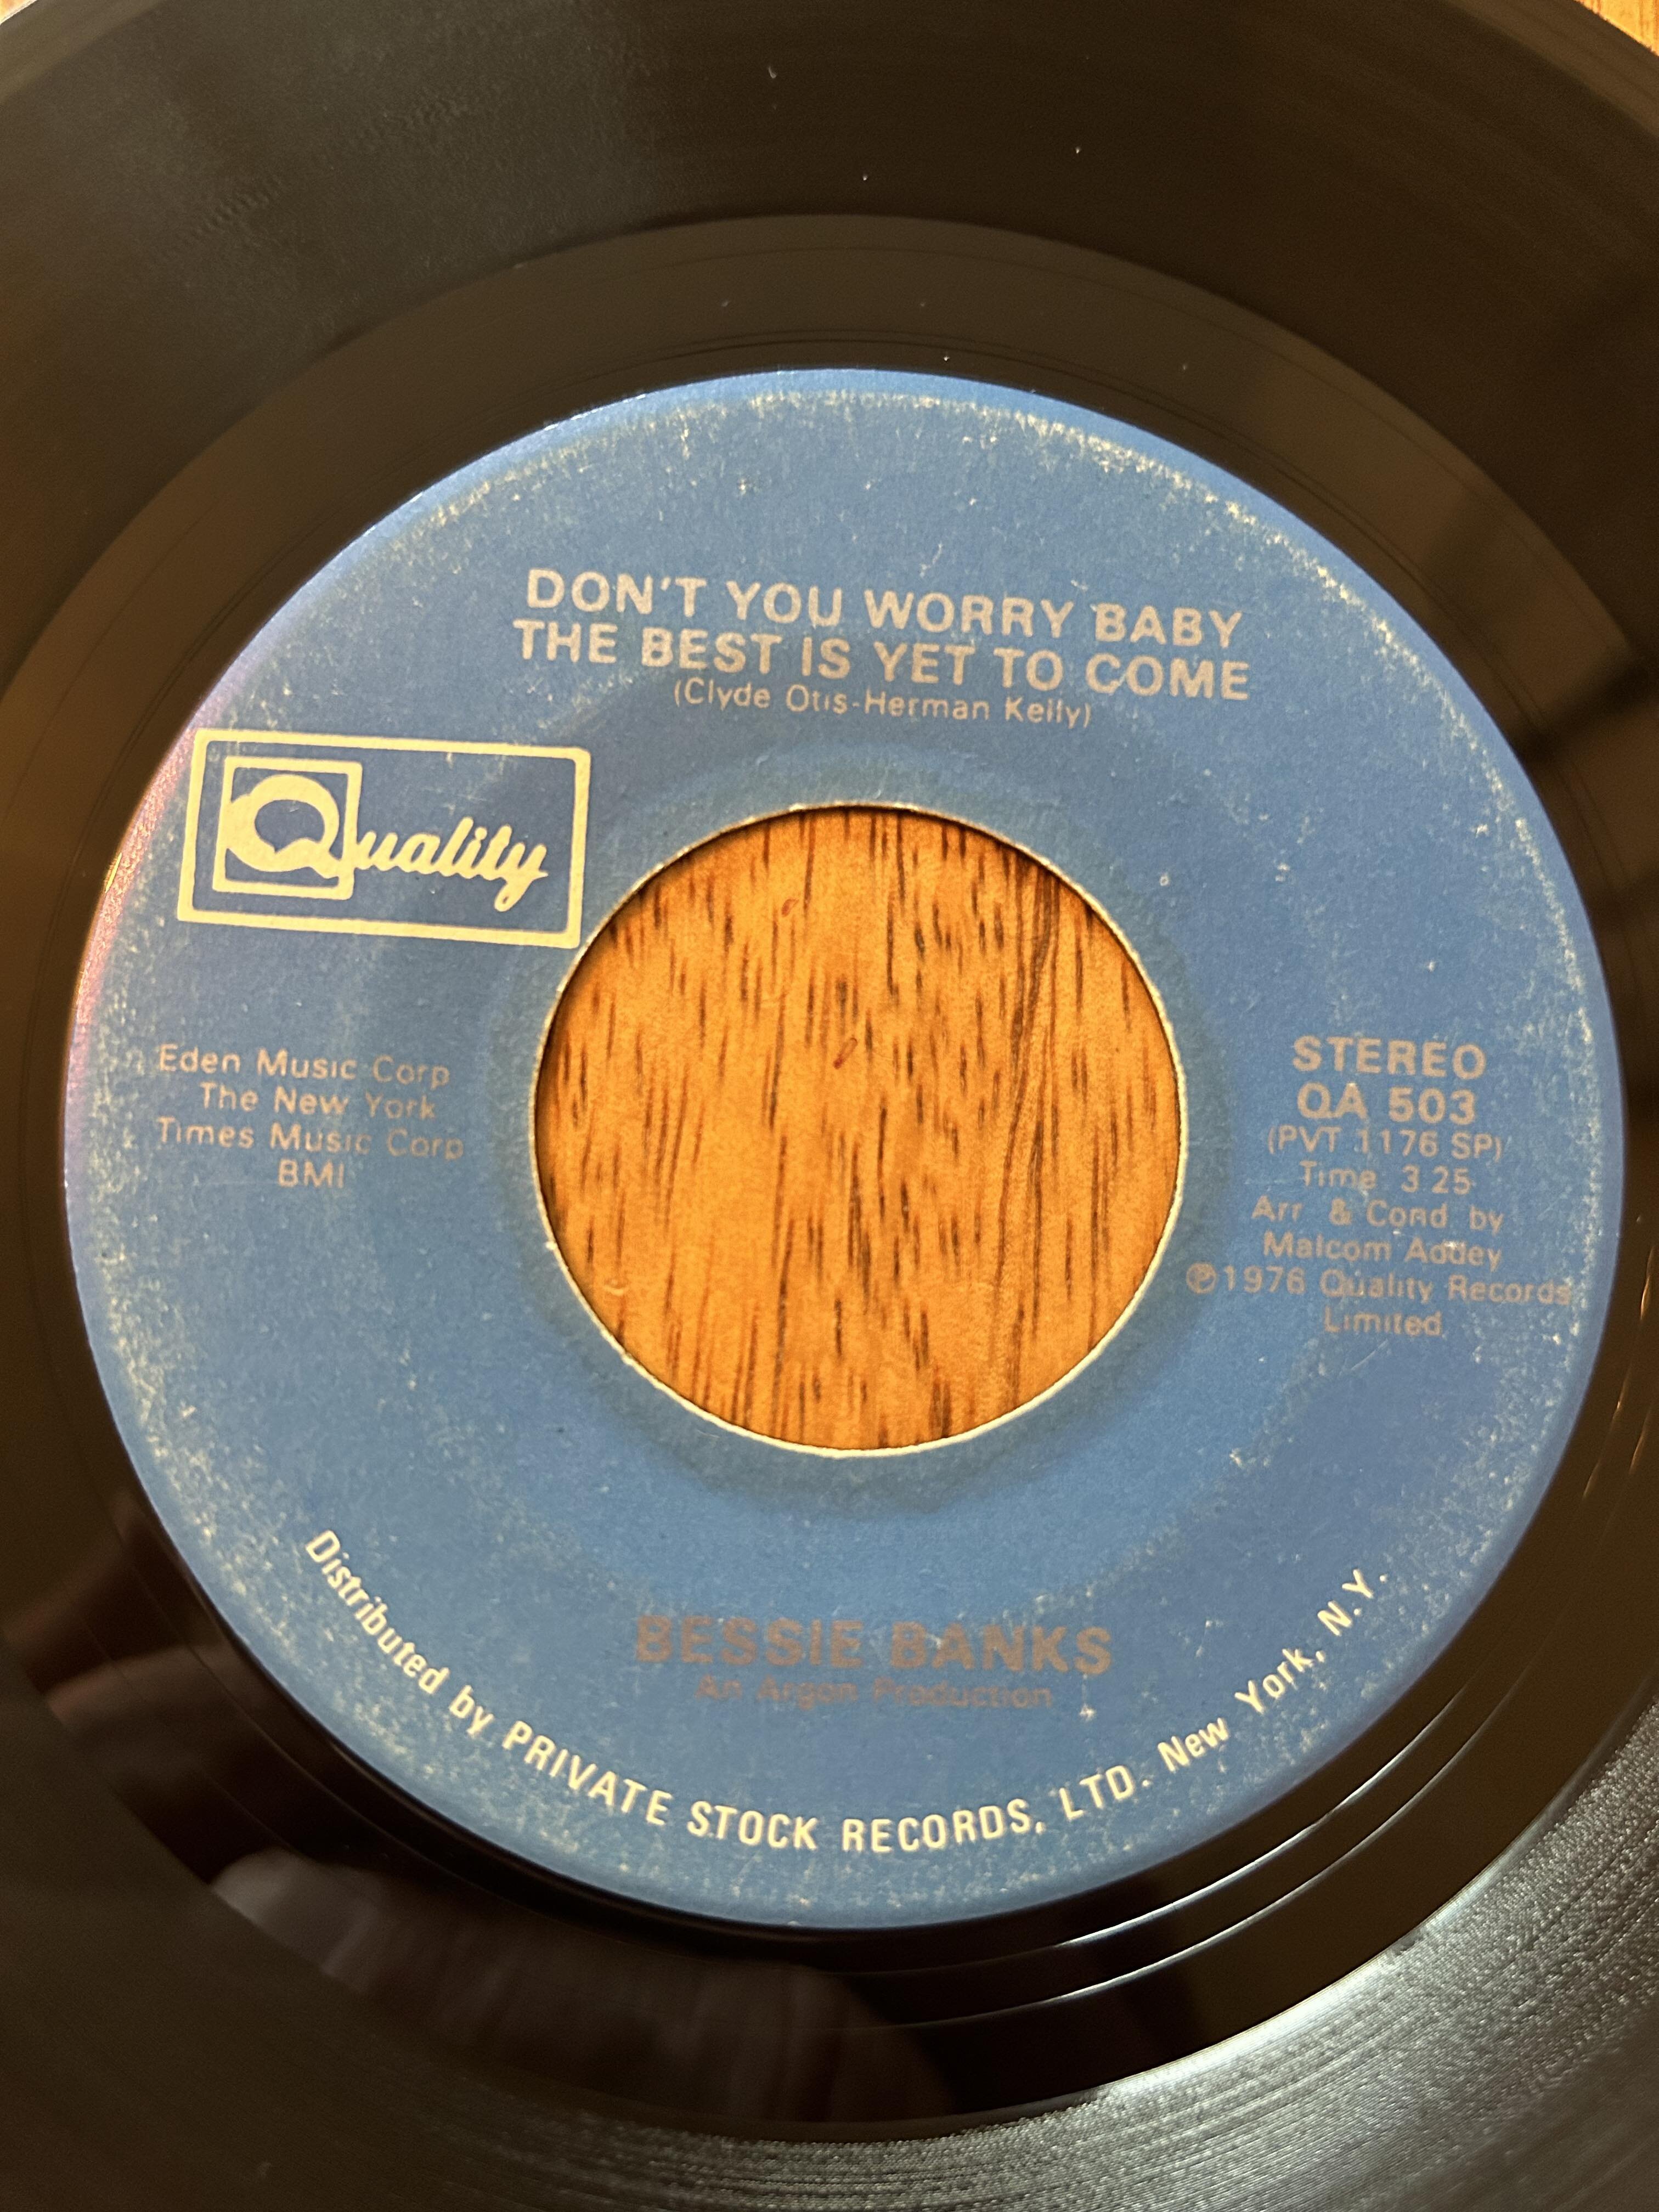 DON'T YOU WORRY BABY
THE BEST IS YET TO COME
(Clyde Otis-Herman Kelly)
Quality
Eden Music Corp
The New York
Times Music Corp
BMI
STEREO
QA 503
(PVT 1176 SP)
Time 3 25
Arr & Cond by
Malcom Addey
℗1976 Quality Records
Limited
BESSIE BANKS
An Argon Production
Distributed by PRIVATE STOCK RECORDS, LTD. New York, N.Y.